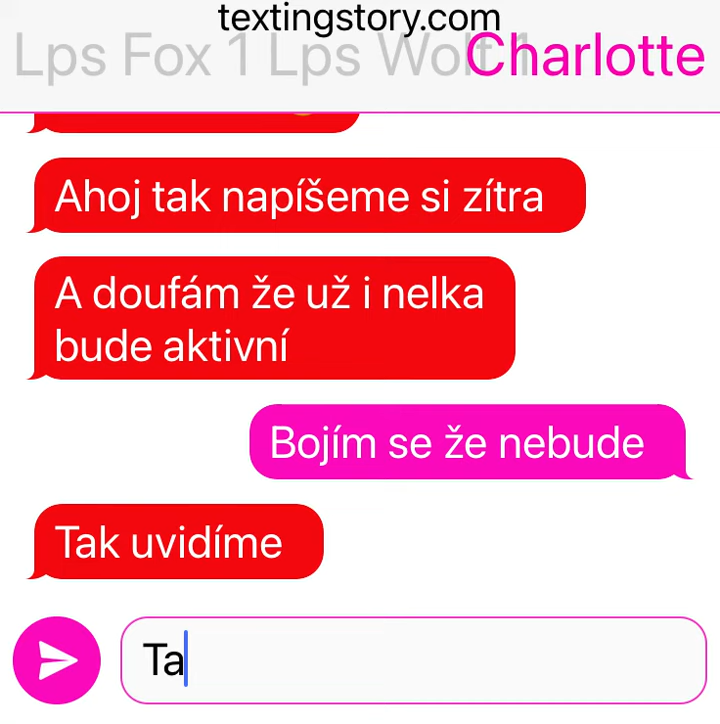 textingstory.com
Lps Fox 1 Lps Wolf 1 Charlotte
Ahoj tak napíšeme si zítra
A doufám že už i nelka
bude aktivní
Bojím se že nebude
Tak uvidíme
Ta